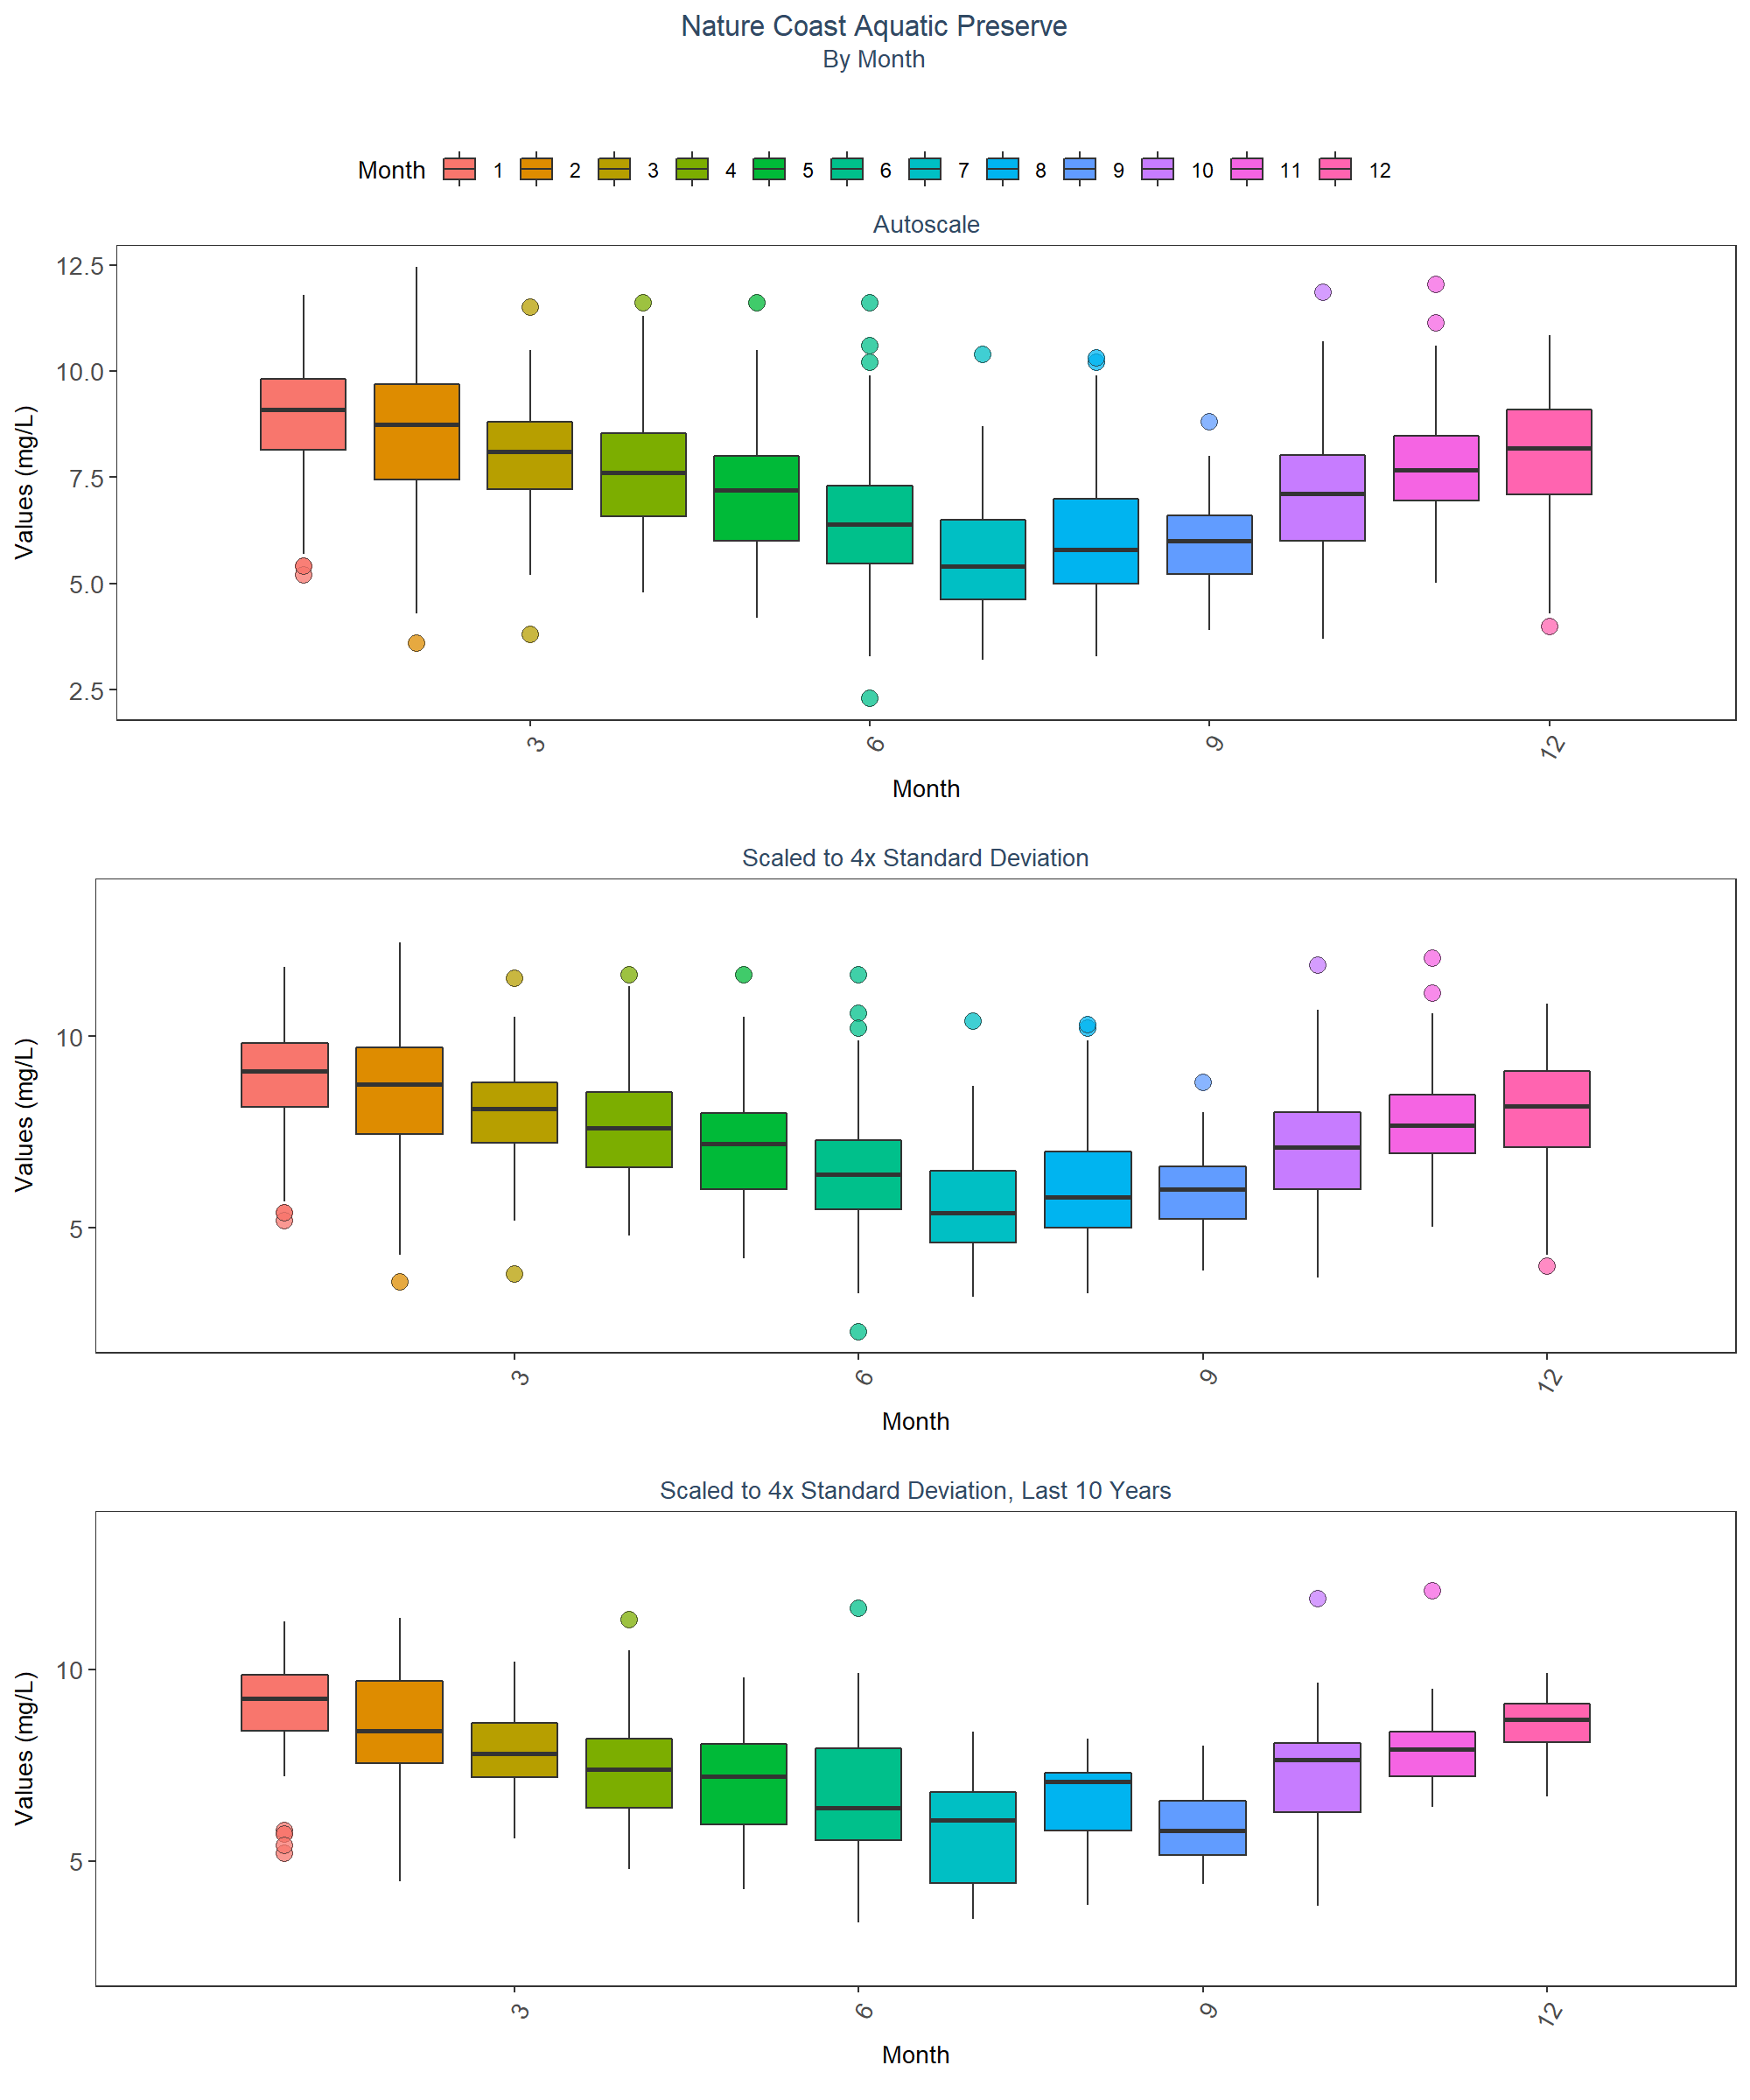 Nature Coast Aquatic Preserve
By Month
Month 1 2 3 4 5 6 7 8 9 10 11 12
Autoscale
Values (mg/L)
12.5
10.0
7.5
5.0
2.5
3 6 9 12
Month
Scaled to 4x Standard Deviation
Values (mg/L)
10
5
3 6 9 12
Month
Scaled to 4x Standard Deviation, Last 10 Years
Values (mg/L)
10
5
3 6 9 12
Month